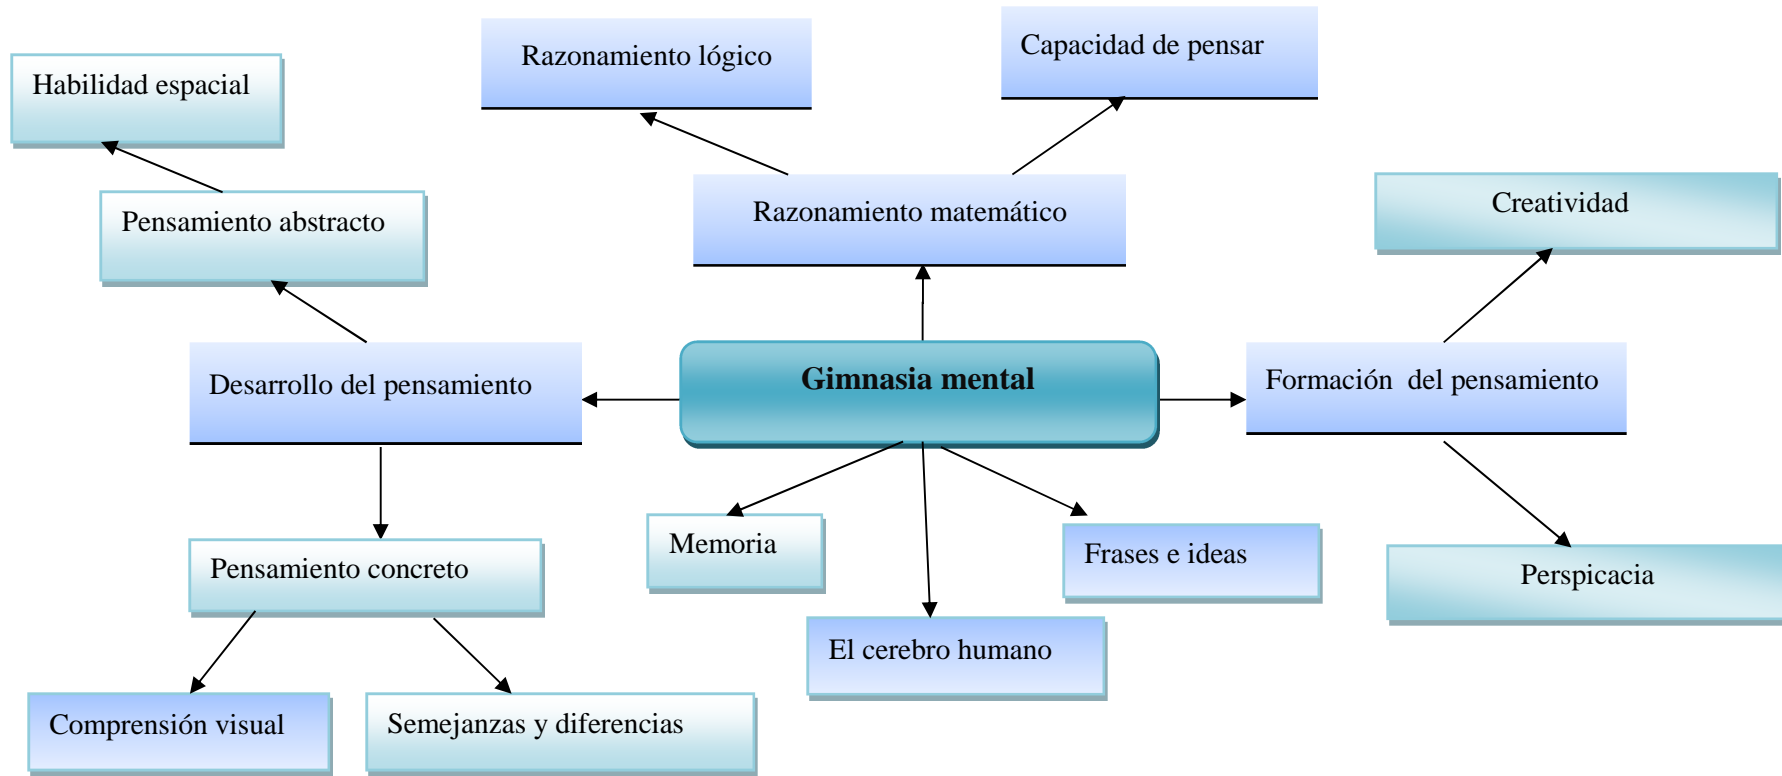 Razonamiento lógico
Capacidad de pensar
Habilidad espacial
Pensamiento abstracto
Razonamiento matemático
Creatividad
Desarrollo del pensamiento
Gimnasia mental
Formación  del pensamiento
Memoria
Frases e ideas
Pensamiento concreto
Perspicacia
El cerebro humano
Comprensión visual
Semejanzas y diferencias